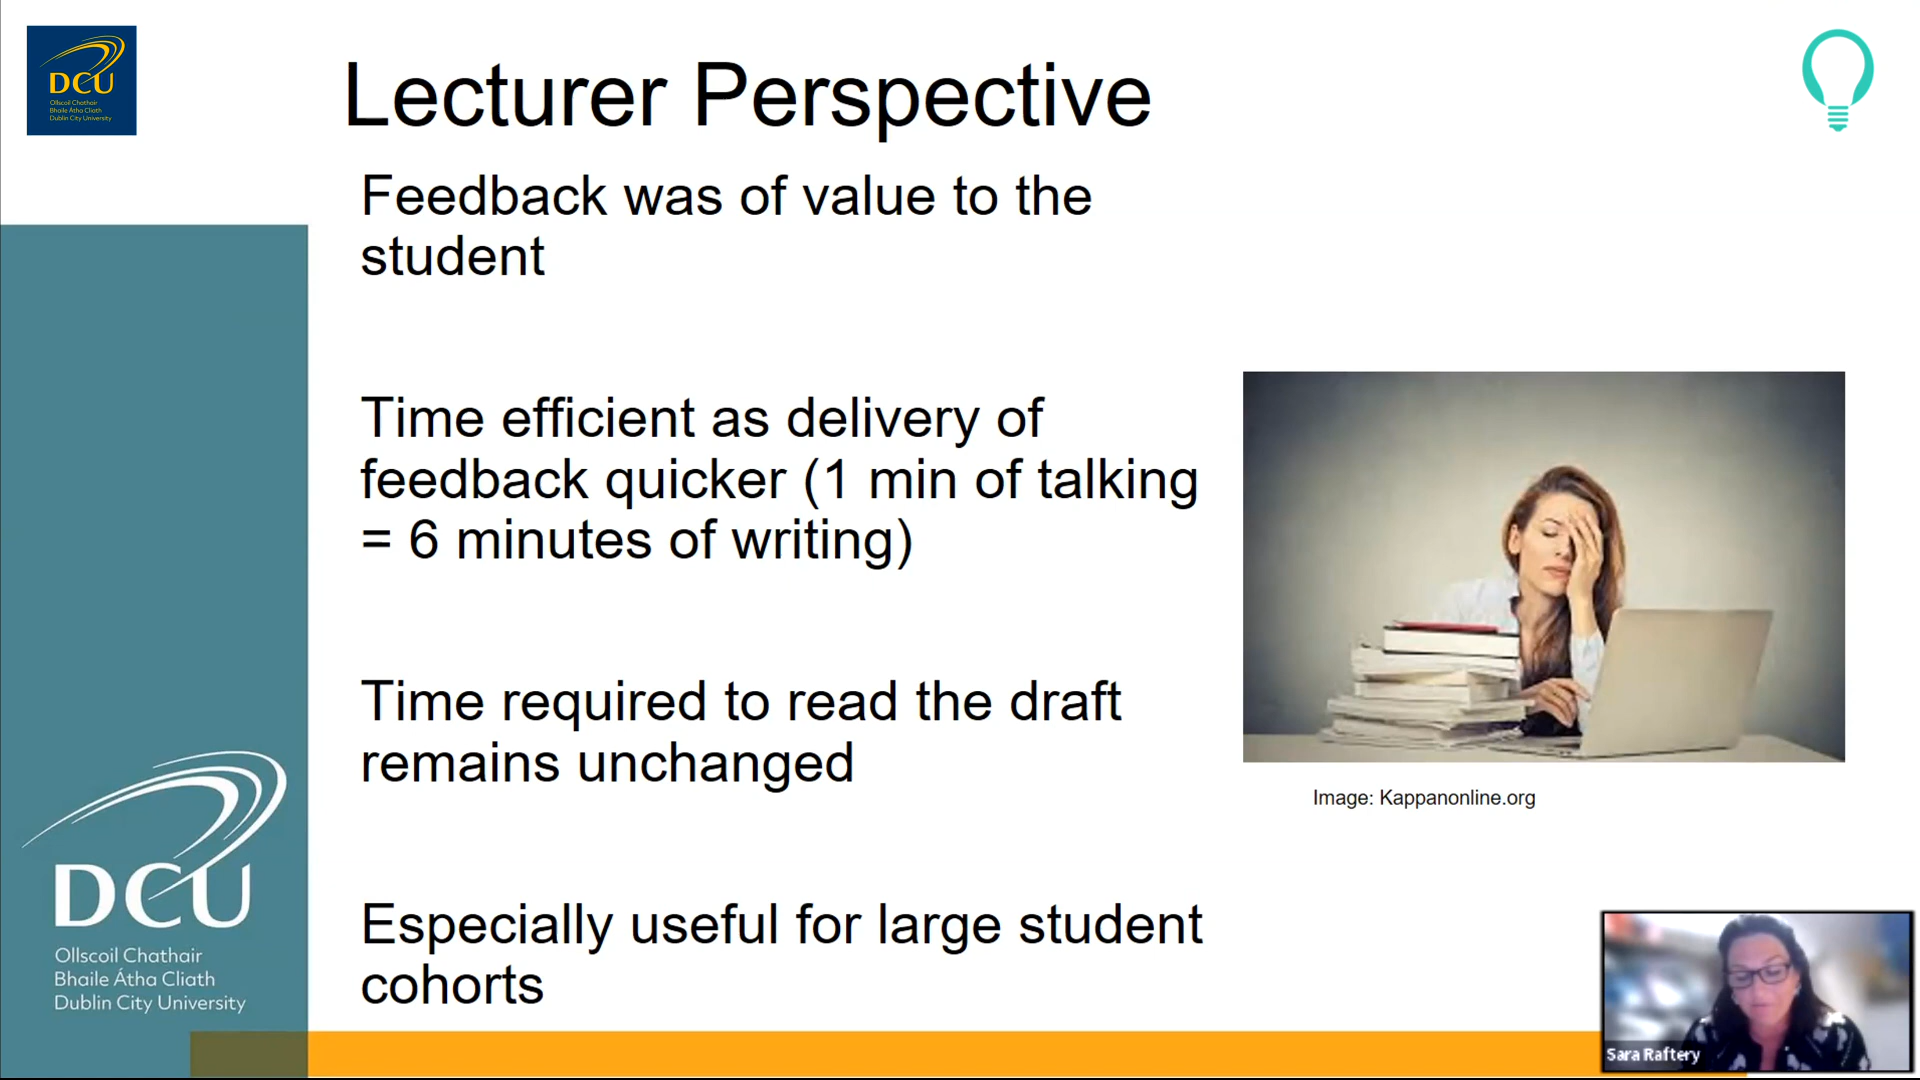 DCU
Ollscoil Chathair
Bhaile Átha Cliath
Dublin City University
Lecturer Perspective
Feedback was of value to the
student
Time efficient as delivery of
feedback quicker (1 min of talking
= 6 minutes of writing)
Time required to read the draft
remains unchanged
Especially useful for large student
cohorts
Image: Kappanonline.org
DCU
Ollscoil Chathair
Bhaile Átha Cliath
Dublin City University
Sara Raftery